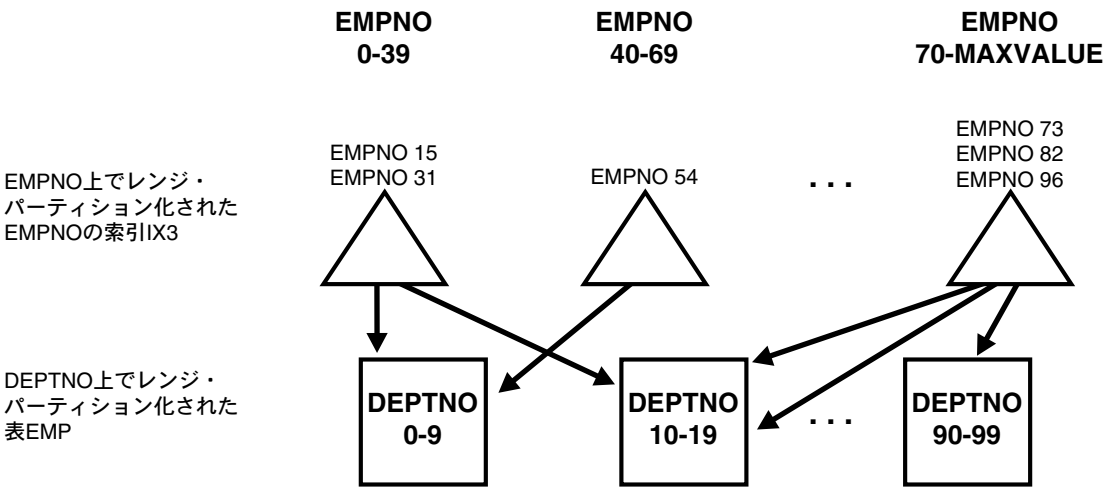 EMPNO
0-39
EMPNO
40-69
EMPNO
70-MAXVALUE
EMPNO上でレンジ・
パーティション化された
EMPNOの索引IX3
EMPNO 15
EMPNO 31
EMPNO 54
. . .
EMPNO 73
EMPNO 82
EMPNO 96
DEPTNO上でレンジ・
パーティション化された
表EMP
DEPTNO
0-9
DEPTNO
10-19
. . .
DEPTNO
90-99